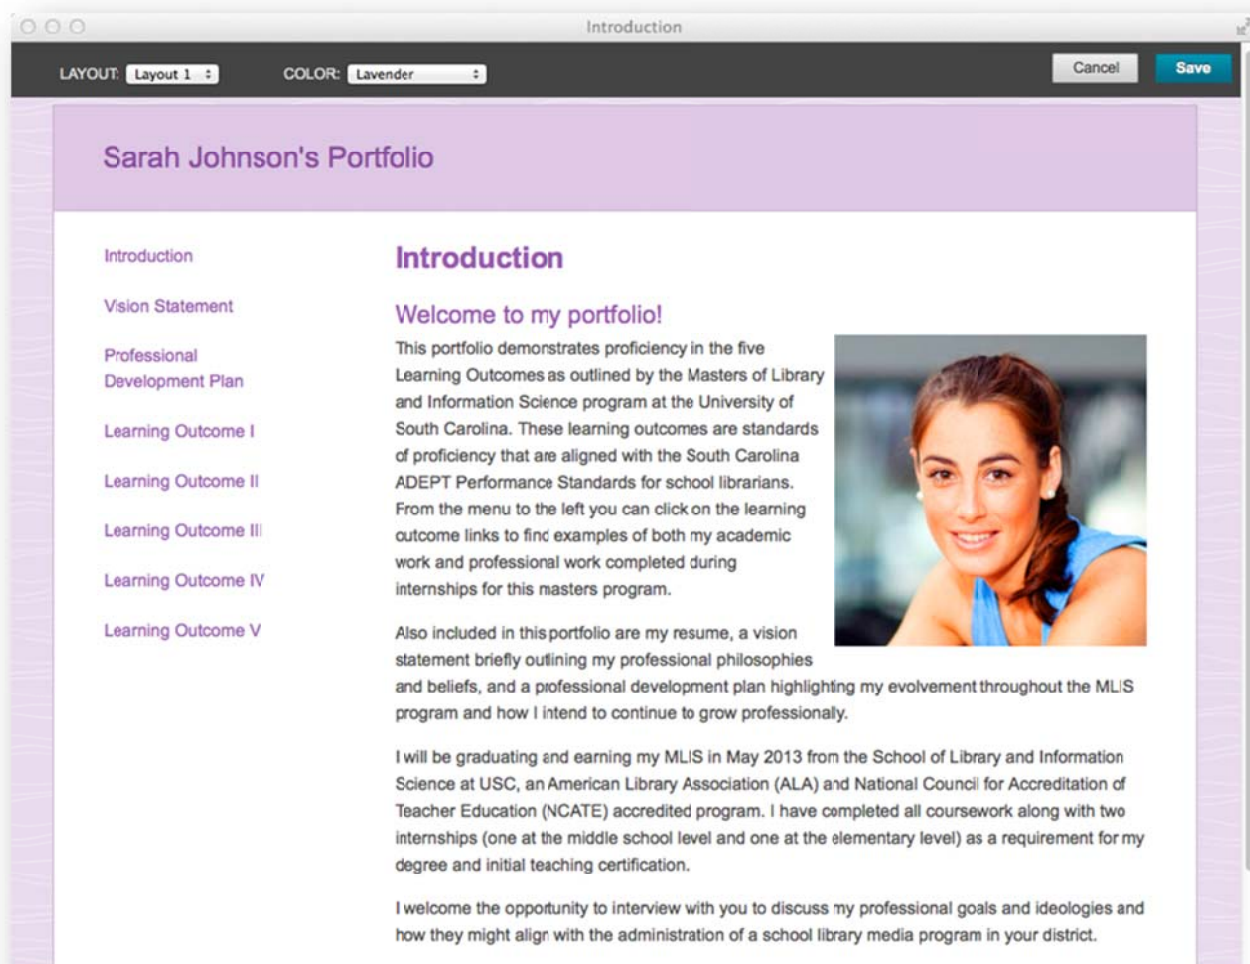 Introduction
LAYOUT: Layout 1 COLOR: Lavender Cancel Save
Sarah Johnson's Portfolio
Introduction
Vision Statement
Professional
Development Plan
Learning Outcome I
Learning Outcome II
Learning Outcome III
Learning Outcome IV
Learning Outcome V
Introduction
Welcome to my portfolio!
This portfolio demonstrates proficiency in the five
Learning Outcomes as outlined by the Masters of Library
and Information Science program at the University of
South Carolina. These learning outcomes are standards
of proficiency that are aligned with the South Carolina
ADEPT Performance Standards for school librarians.
From the menu to the left you can click on the learning
outcome links to find examples of both my academic
work and professional work completed during
internships for this masters program.
Also included in this portfolio are my resume, a vision
statement briefly outlining my professional philosophies
and beliefs, and a professional development plan highlighting my evolvement throughout the MLIS
program and how I intend to continue to grow professionally.
I will be graduating and earning my MLIS in May 2013 from the School of Library and Information
Science at USC, an American Library Association (ALA) and National Council for Accreditation of
Teacher Education (NCATE) accredited program. I have completed all coursework along with two
internships (one at the middle school level and one at the elementary level) as a requirement for my
degree and initial teaching certification.
I welcome the opportunity to interview with you to discuss my professional goals and ideologies and
how they might align with the administration of a school library media program in your district.